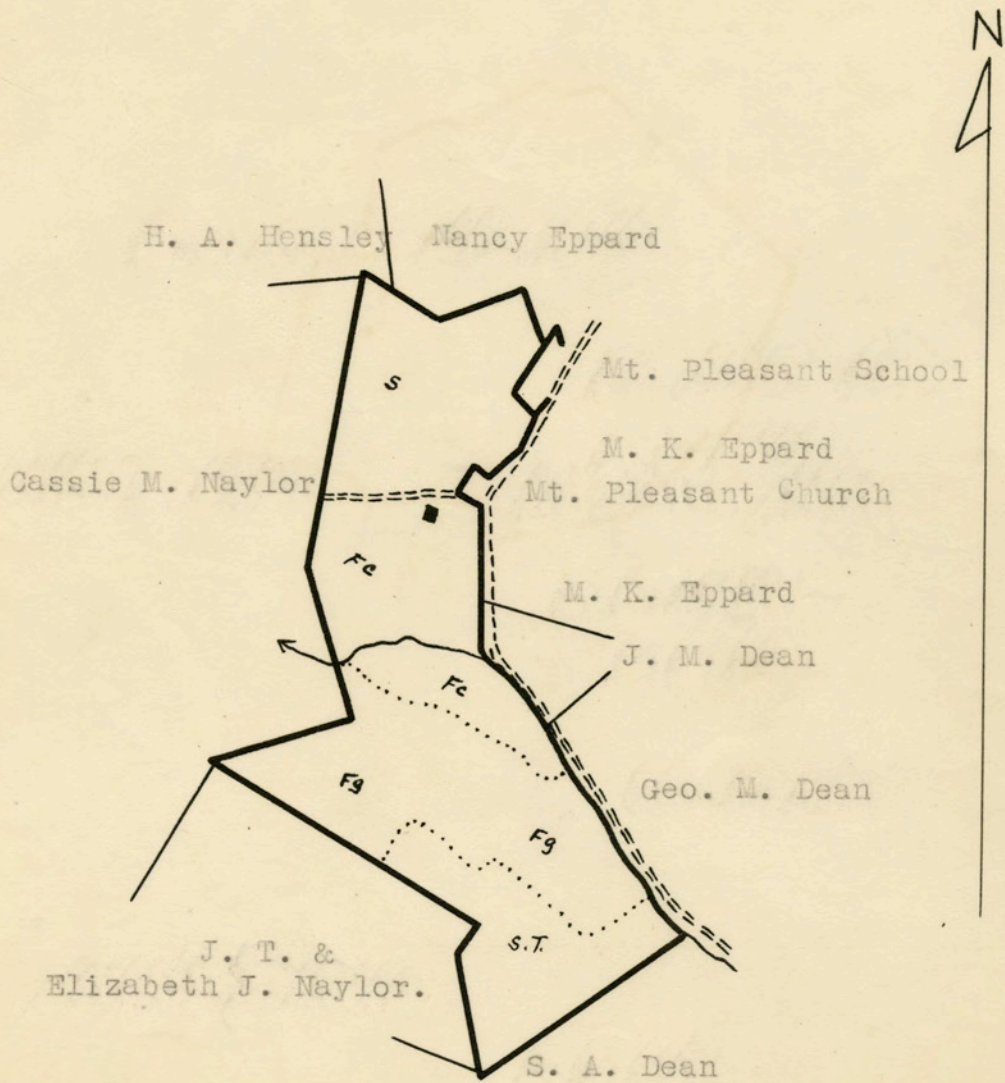 N
H. A. Hensley Nancy Eppard
S
Mt. Pleasant School
M. K. Eppard
Cassie M. Naylor
Mt. Pleasant Church
Fc
M. K. Eppard
J. M. Dean
Fc
Fg
Geo. M. Dean
Fg
S.T.
J. T. &
Elizabeth J. Naylor.
S. A. Dean